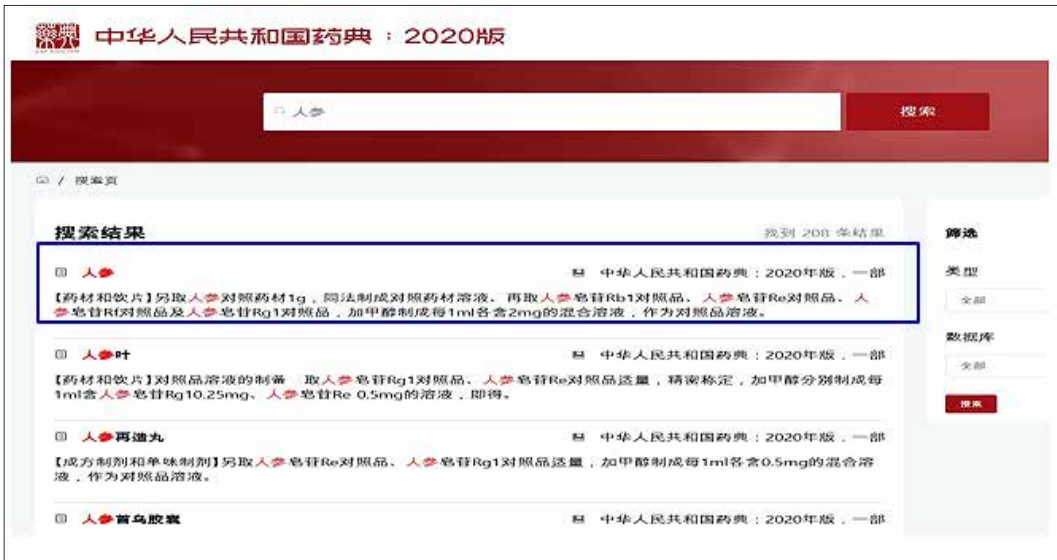 藥典 中华人民共和国药典：2020版
人参 搜索
/ 搜索页
搜索结果 找到 208 条结果
人参 中华人民共和国药典：2020年版．一部
【药材和饮片】另取人参对照药材1g，同法制成对照药材溶液。再取人参皂苷Rb1对照品、人参皂苷Re对照品、人
参皂苷Rf对照品及人参皂苷Rg1对照品，加甲醇制成每1ml各含2mg的混合溶液，作为对照品溶液。
人参叶 中华人民共和国药典：2020年版．一部
【药材和饮片】对照品溶液的制备 取人参皂苷Rg1对照品、人参皂苷Re对照品适量，精密称定，加甲醇分别制成每
1ml含人参皂苷Rg10.25mg、人参皂苷Re 0.5mg的溶液，即得。
人参再造丸 中华人民共和国药典：2020年版．一部
【成方制剂和单味制剂】另取人参皂苷Re对照品、人参皂苷Rg1对照品适量，加甲醇制成每1ml各含0.5mg的混合溶
液，作为对照品溶液。
人参首乌胶囊 中华人民共和国药典：2020年版．一部
筛选
类型
全部
数据库
全部
搜索